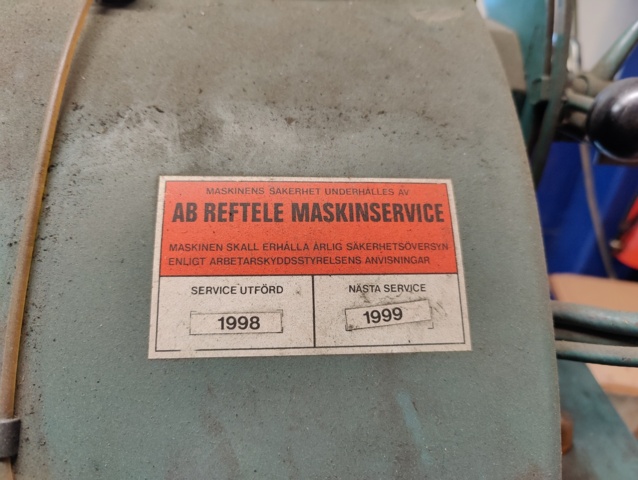 MASKINENS SÄKERHET UNDERHÅLLES AV
AB REFTELE MASKINSERVICE
MASKINEN SKALL ERHÅLLA ÅRLIG SÄKERHETSÖVERSYN
ENLIGT ARBETARSKYDDSSTYRELSENS ANVISNINGAR
SERVICE UTFÖRD
NÄSTA SERVICE
1998
1999